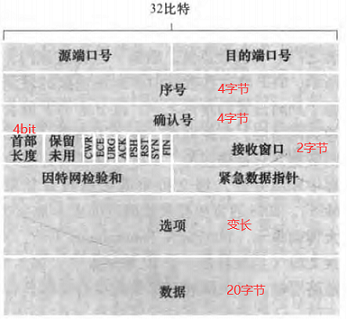 32比特
源端口号 目的端口号
序号 4字节
确认号 4字节
4bit
首部长度 保留未用 CWR ECE URG ACK PSH RST SYN FIN 接收窗口 2字节
因特网检验和 紧急数据指针
选项 变长
数据 20字节